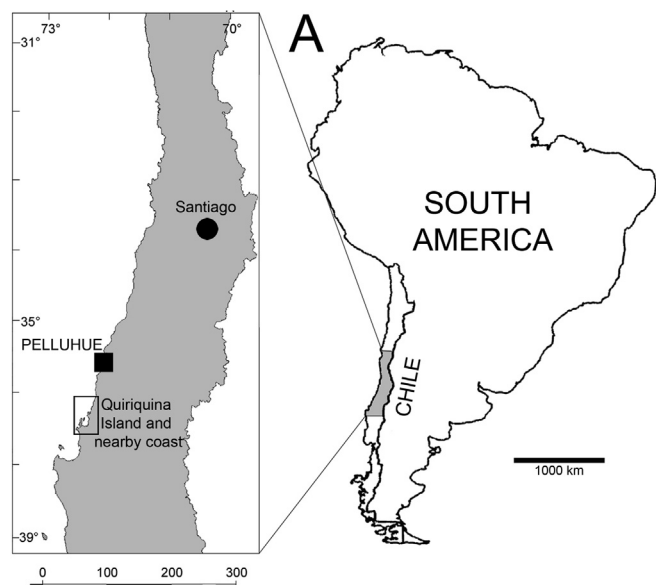 73°
70°
31°
A
Santiago
SOUTH
AMERICA
35°
PELLUHUE
Quiriquina
Island and
nearby coast
CHILE
1000 km
39°
0 100 200 300